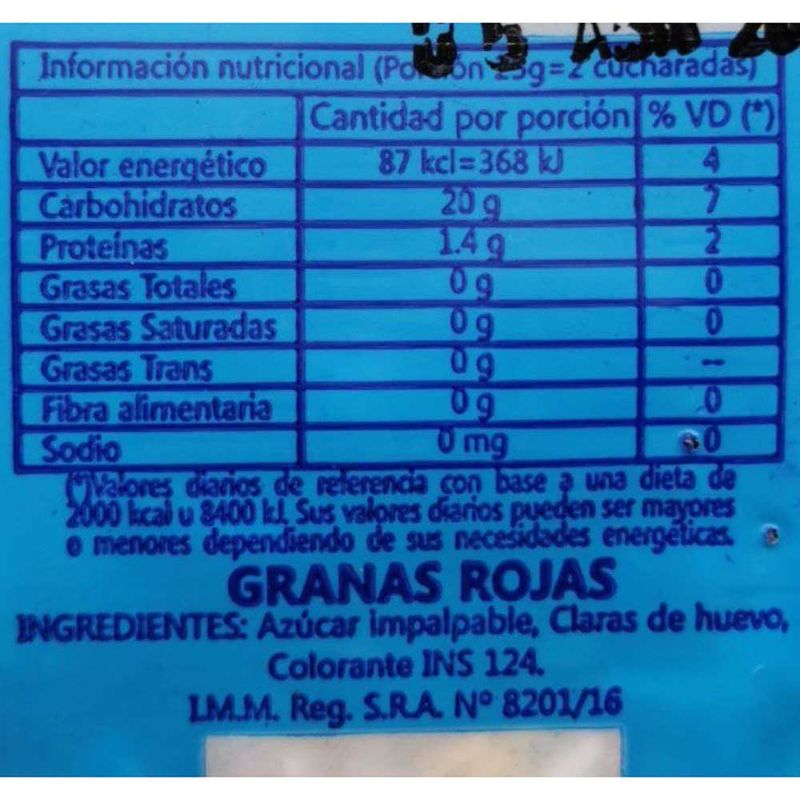 Información nutricional (Porción 25g=2 cucharadas)
Cantidad por porción % VD (*)
Valor energético 87 kcl=368 kJ 4
Carbohidratos 20 g 7
Proteínas 1.4 g 2
Grasas Totales 0 g 0
Grasas Saturadas 0 g 0
Grasas Trans 0 g –
Fibra alimentaria 0 g 0
Sodio 0 mg 0
(*)Valores diarios de referencia con base a una dieta de
2000 kcal u 8400 kJ. Sus valores diarios pueden ser mayores
o menores dependiendo de sus necesidades energéticas.
GRANAS ROJAS
INGREDIENTES: Azúcar impalpable, Claras de huevo,
Colorante INS 124.
I.M.M. Reg. S.R.A. Nº 8201/16